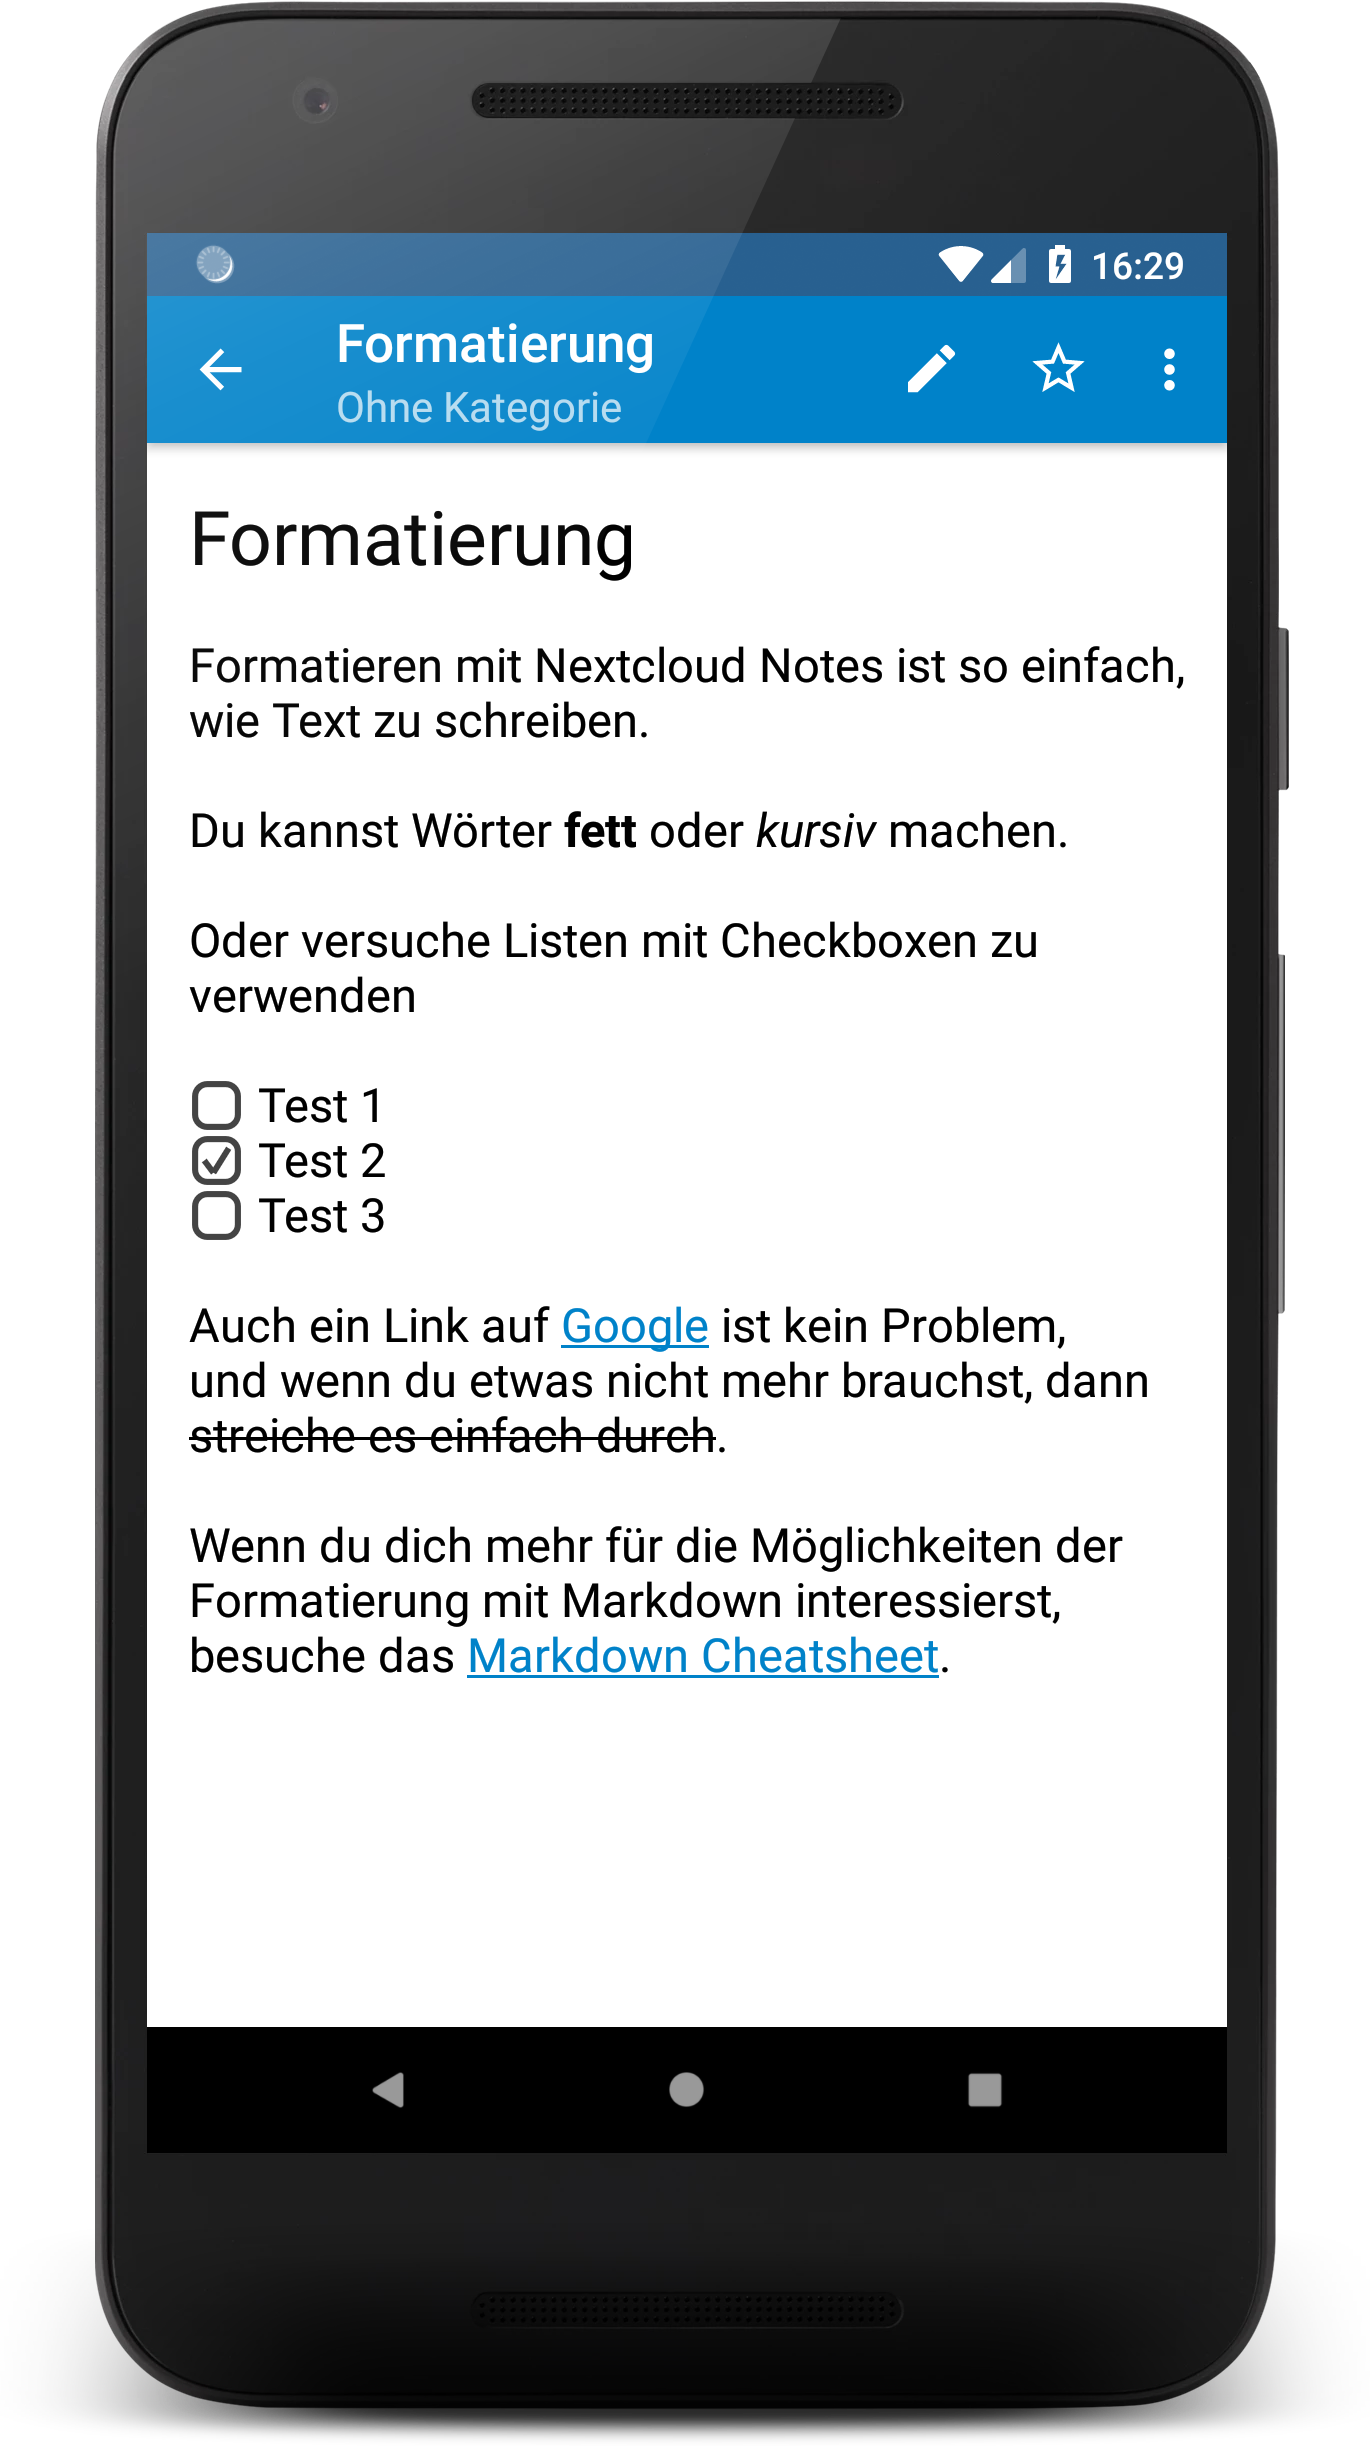 16:29
Formatierung
Ohne Kategorie
Formatierung
Formatieren mit Nextcloud Notes ist so einfach,
wie Text zu schreiben.
Du kannst Wörter fett oder kursiv machen.
Oder versuche Listen mit Checkboxen zu
verwenden
Test 1
Test 2
Test 3
Auch ein Link auf Google ist kein Problem,
und wenn du etwas nicht mehr brauchst, dann
streiche es einfach durch.
Wenn du dich mehr für die Möglichkeiten der
Formatierung mit Markdown interessierst,
besuche das Markdown Cheatsheet.